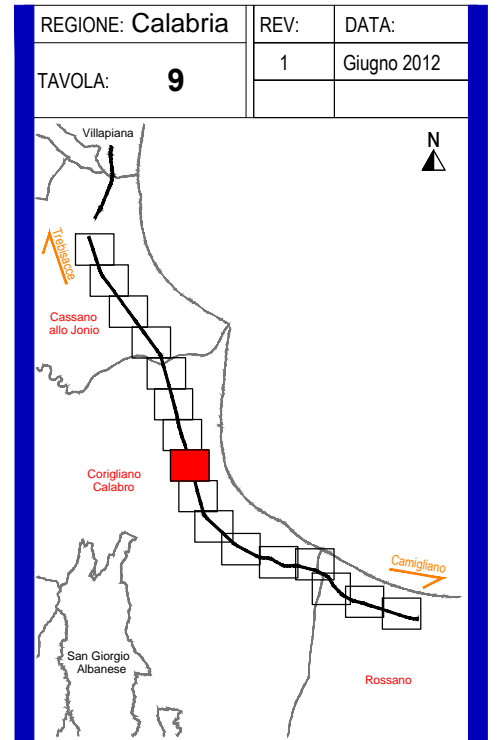 REGIONE: Calabria
REV:
DATA:
TAVOLA: 9
1
Giugno 2012
Villapiana
N
Trebisacce
Cassano
allo Jonio
Corigliano
Calabro
Camigliano
San Giorgio
Albanese
Rossano